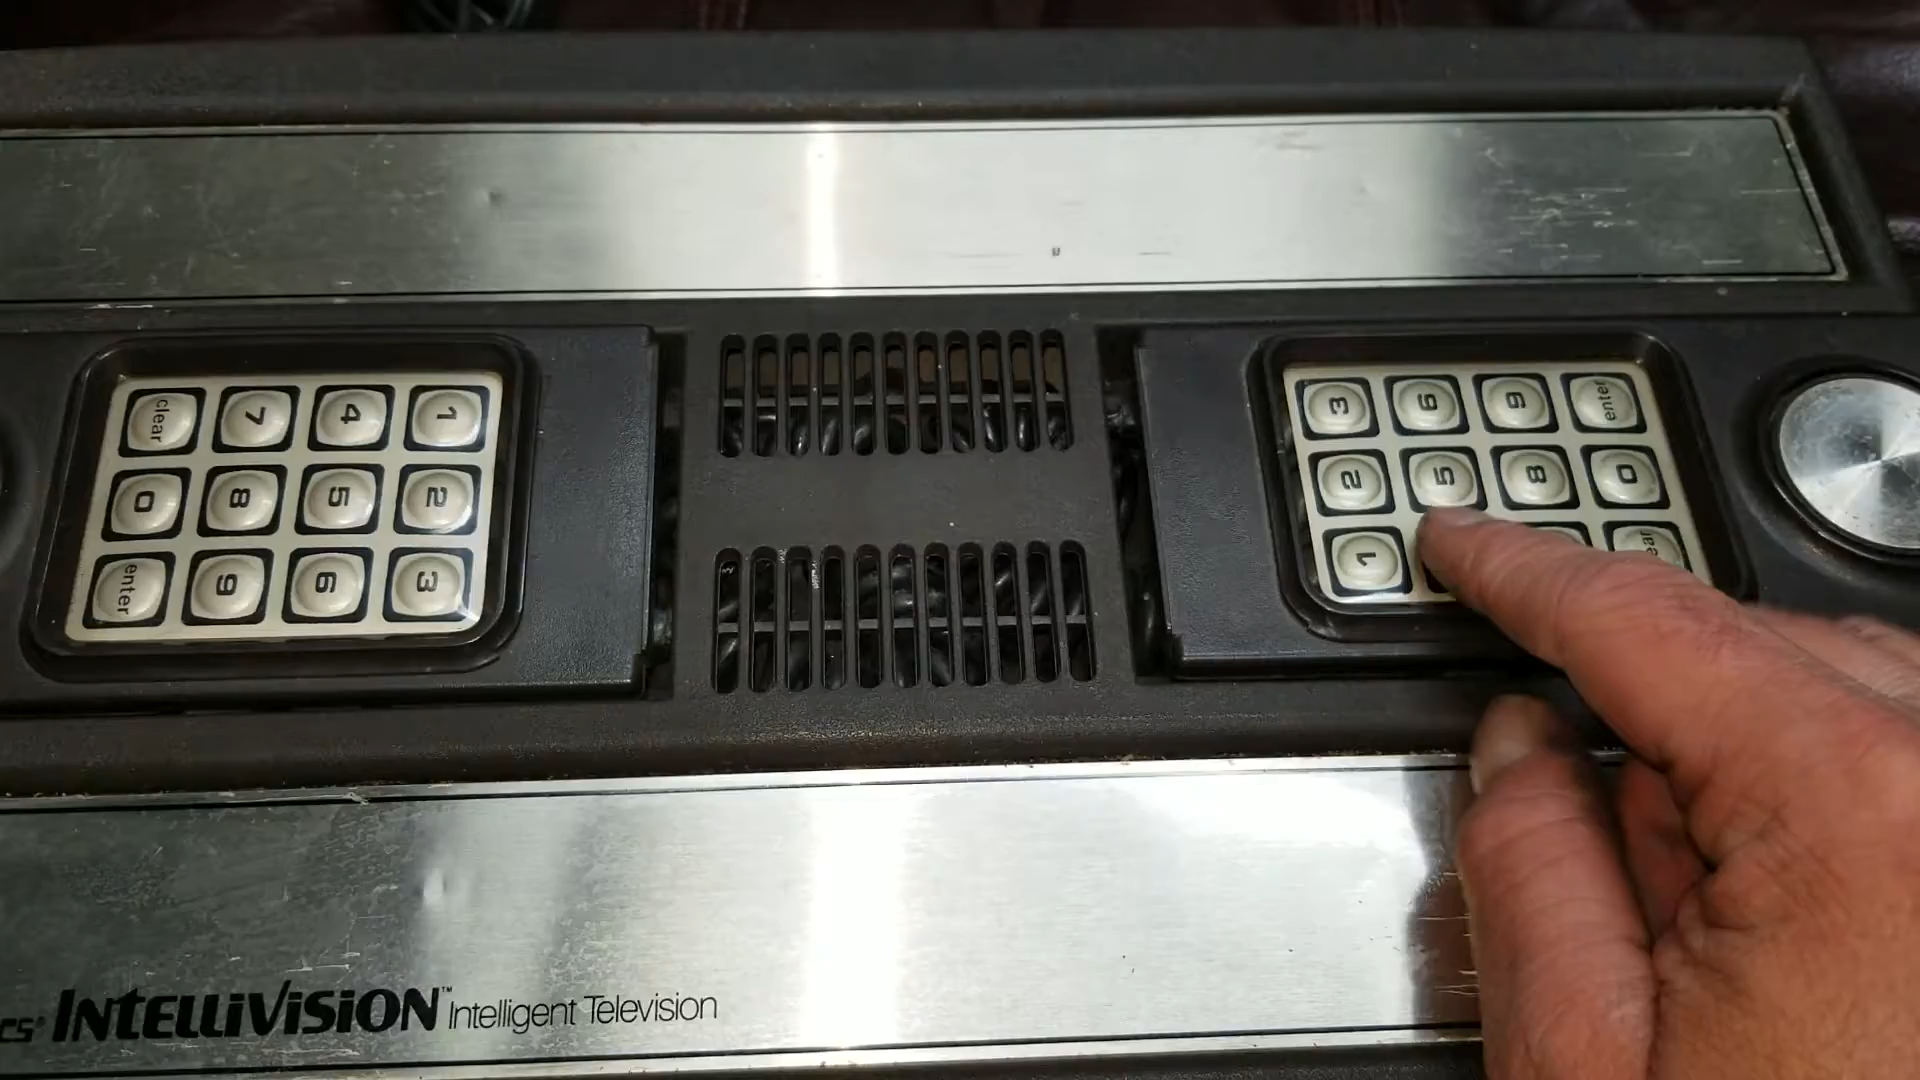 clear 7 4 1
0 8 5 2
enter 9 6 3
3 6 9 enter
2 5 8 0
1
INTELLIVISION™ Intelligent Television